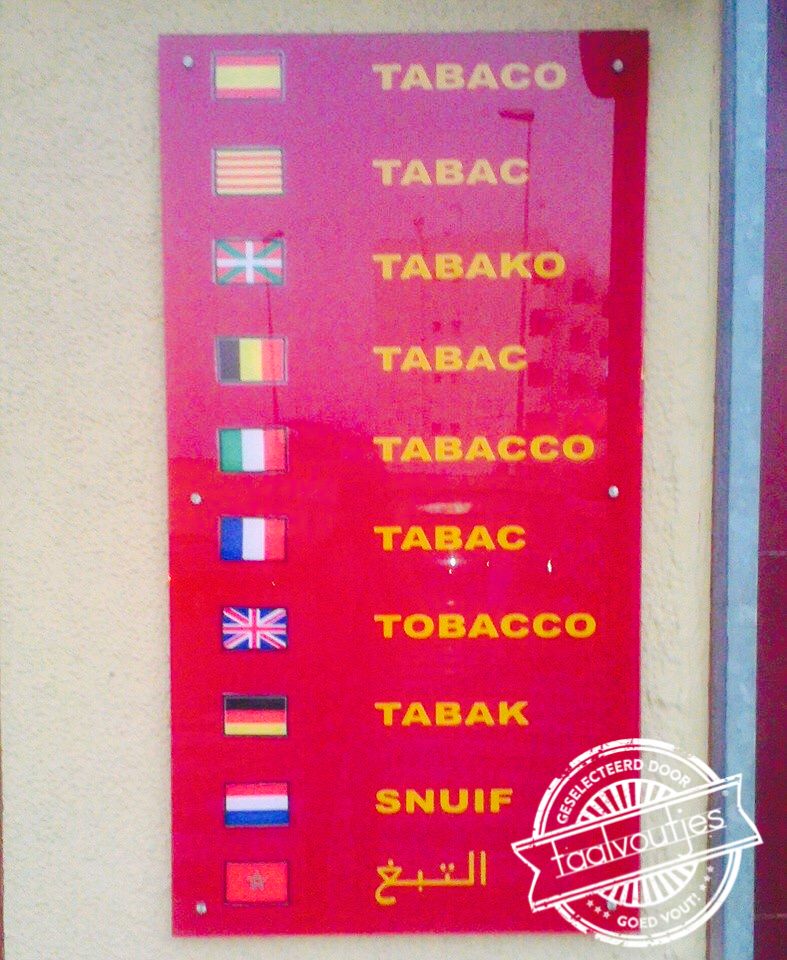 TABACO
TABAC
TABAKO
TABAC
TABACCO
TABAC
TOBACCO
TABAK
SNUIF
التبغ
GESELECTEERD DOOR
taalvoutjes
GOED VOUT!